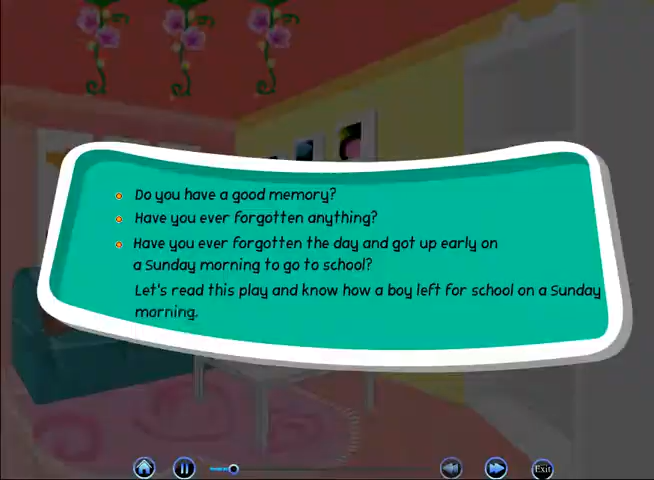 Do you have a good memory?
Have you ever forgotten anything?
Have you ever forgotten the day and got up early on
a Sunday morning to go to school?
Let's read this play and know how a boy left for school on a Sunday
morning.
Exit